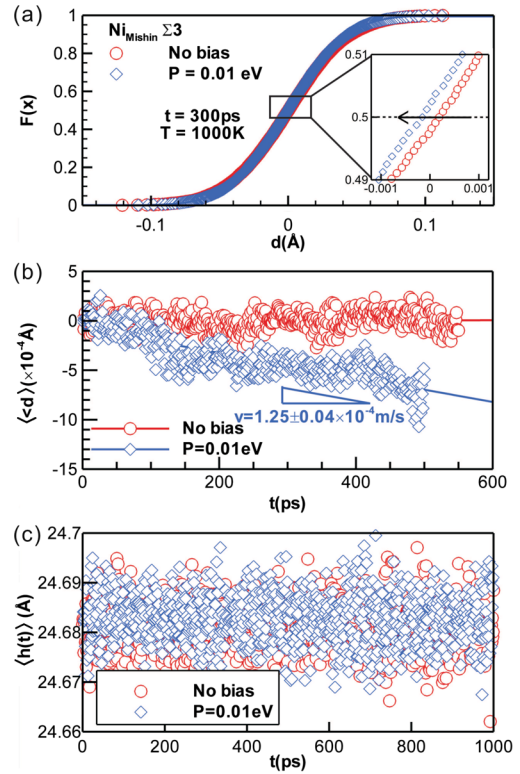 (a)
Ni Mishin Σ3
No bias
P = 0.01 eV
t = 300ps
T = 1000K
F(x)
1
0.8
0.6
0.4
0.2
0
0.51
0.5
0.49
-0.001 0 0.001
-0.1 0 0.1
d(Å)
(b)
⟨<d>⟩(×10⁻⁴Å)
5
0
-5
-10
-15
v=1.25±0.04×10⁻⁴m/s
No bias
P=0.01eV
0 200 400 600
t(ps)
(c)
⟨h(t)⟩ (Å)
24.7
24.69
24.68
24.67
24.66
No bias
P=0.01eV
0 200 400 600 800 1000
t(ps)